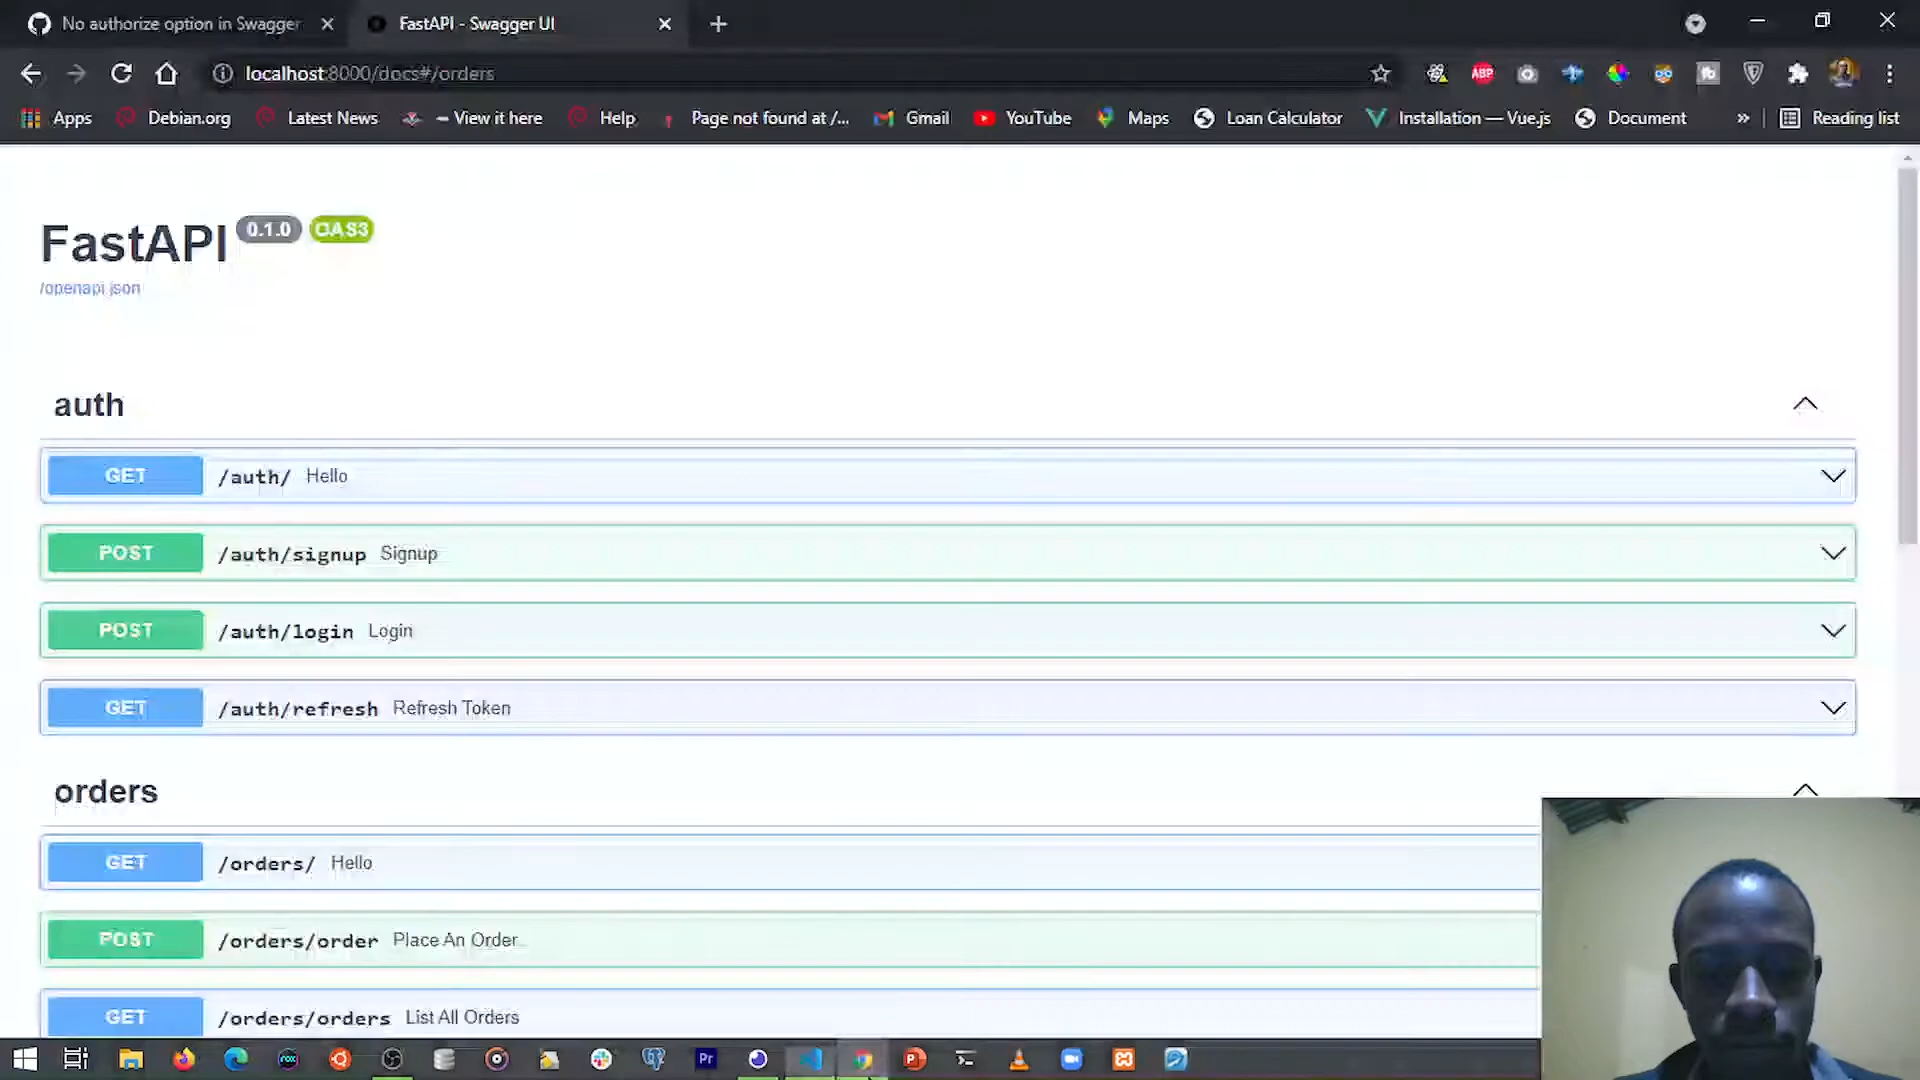 No authorize option in Swagger
FastAPI - Swagger UI
localhost:8000/docs#/orders
ABP
Apps
Debian.org
Latest News
– View it here
Help
Page not found at /...
Gmail
YouTube
Maps
Loan Calculator
Installation — Vue.js
Document
»
Reading list
FastAPI 0.1.0 OAS3
/openapi.json
auth
GET /auth/ Hello
POST /auth/signup Signup
POST /auth/login Login
GET /auth/refresh Refresh Token
orders
GET /orders/ Hello
POST /orders/order Place An Order
GET /orders/orders List All Orders
Pr